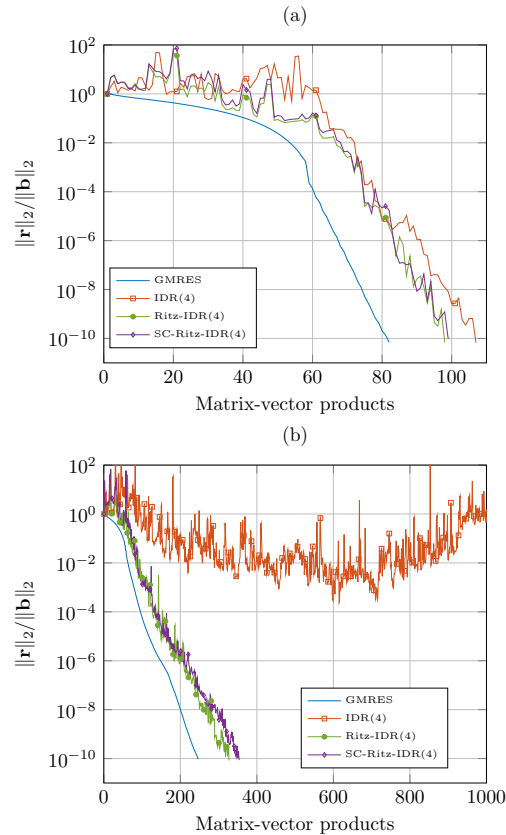 (a)
10^2
10^0
10^−2
10^−4
10^−6
10^−8
10^−10
‖r‖₂/‖b‖₂
GMRES
IDR(4)
Ritz-IDR(4)
SC-Ritz-IDR(4)
0 20 40 60 80 100
Matrix-vector products
(b)
10^2
10^0
10^−2
10^−4
10^−6
10^−8
10^−10
‖r‖₂/‖b‖₂
GMRES
IDR(4)
Ritz-IDR(4)
SC-Ritz-IDR(4)
0 200 400 600 800 1000
Matrix-vector products